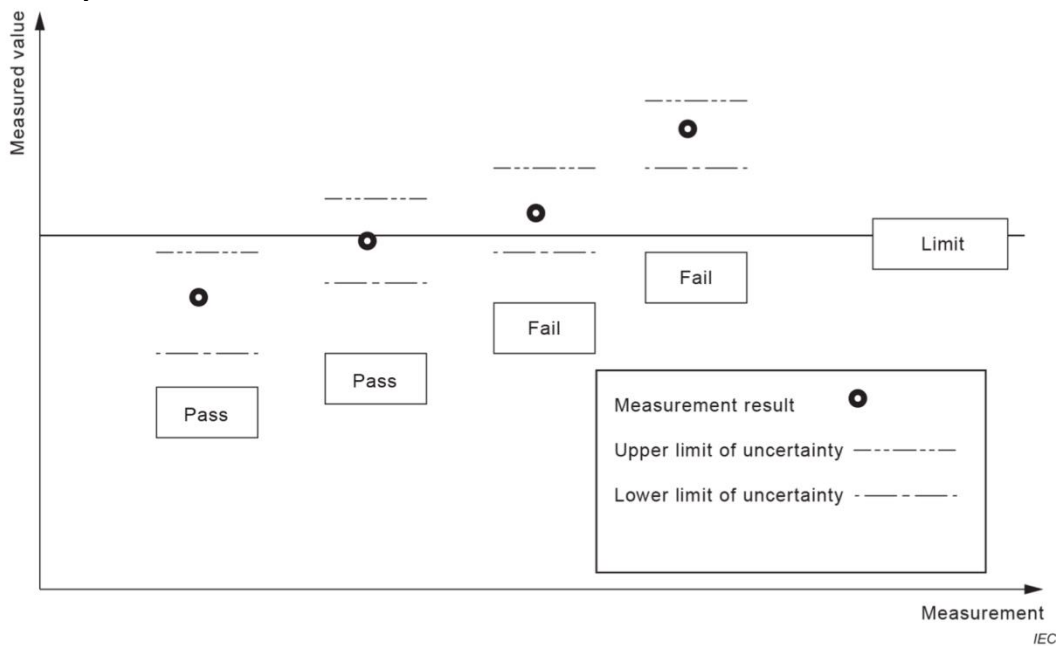 Measured value
Limit
Fail
Fail
Pass
Pass
Measurement result
Upper limit of uncertainty
Lower limit of uncertainty
Measurement
IEC